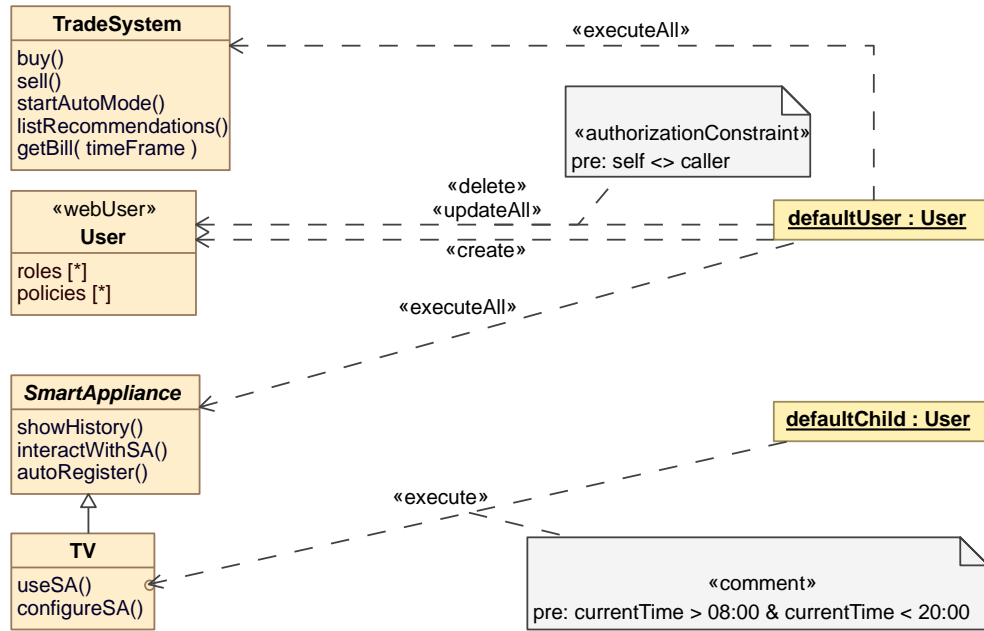 TradeSystem
buy()
sell()
startAutoMode()
listRecommendations()
getBill( timeFrame )
«executeAll»
«authorizationConstraint»
pre: self <> caller
«webUser»
User
roles [*]
policies [*]
«delete»
«updateAll»
«create»
defaultUser : User
«executeAll»
SmartAppliance
showHistory()
interactWithSA()
autoRegister()
defaultChild : User
«execute»
TV
useSA()
configureSA()
«comment»
pre: currentTime > 08:00 & currentTime < 20:00